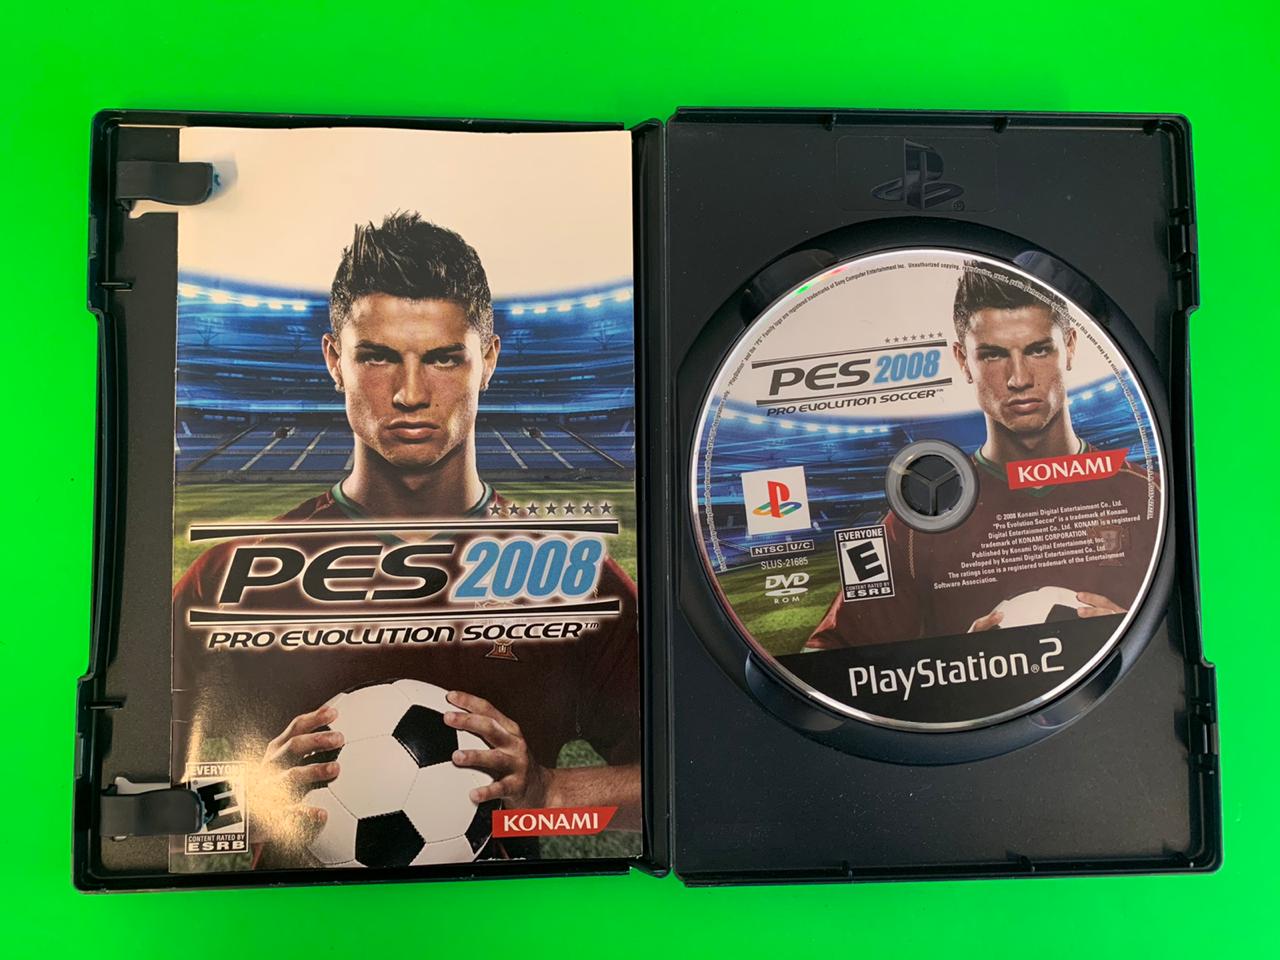 PES 2008
PRO EVOLUTION SOCCER™
EVERYONE
E
CONTENT RATED BY
ESRB
KONAMI
PES 2008
PRO EVOLUTION SOCCER™
KONAMI
NTSC U/C
SLUS-21685
DVD
ROM
EVERYONE
E
CONTENT RATED BY
ESRB
© 2008 Konami Digital Entertainment Co., Ltd.
"Pro Evolution Soccer" is a trademark of Konami
Digital Entertainment Co., Ltd. KONAMI is a registered
trademark of KONAMI CORPORATION.
Published by Konami Digital Entertainment, Inc.
Developed by Konami Digital Entertainment Co., Ltd.
The ratings icon is a registered trademark of the Entertainment
Software Association.
PlayStation®2